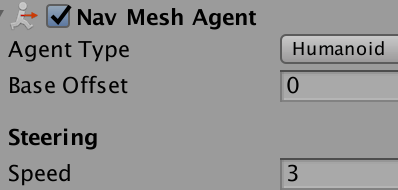 Nav Mesh Agent
Agent Type Humanoid
Base Offset 0
Steering
Speed 3